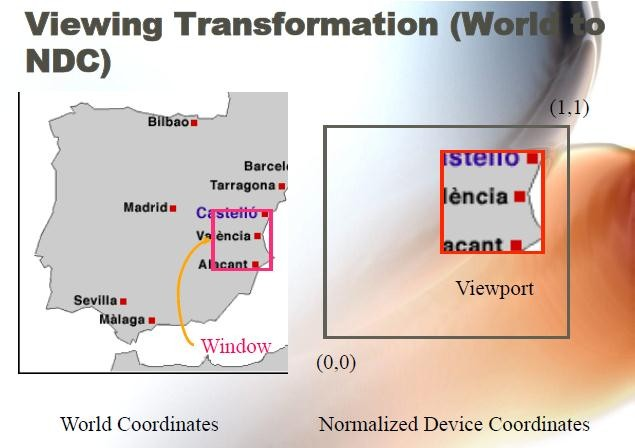 Viewing Transformation (World to
NDC)
(1,1)
Bilbao
Barcel
Tarragona
Madrid
Castelló
València
Alacant
Sevilla
Màlaga
Window
stelló
lència
acant
Viewport
(0,0)
World Coordinates
Normalized Device Coordinates